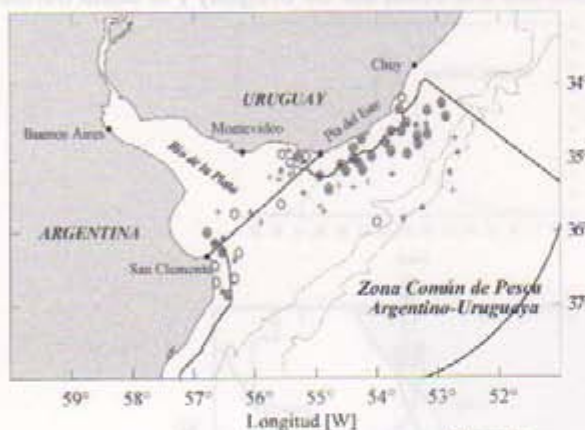 Chuy
34°
URUGUAY
Pta del Este
Montevideo
Buenos Aires
35°
Río de la Plata
ARGENTINA
36°
San Clemente
Zona Común de Pesca
Argentino-Uruguaya
37°
59° 58° 57° 56° 55° 54° 53° 52°
Longitud [W]